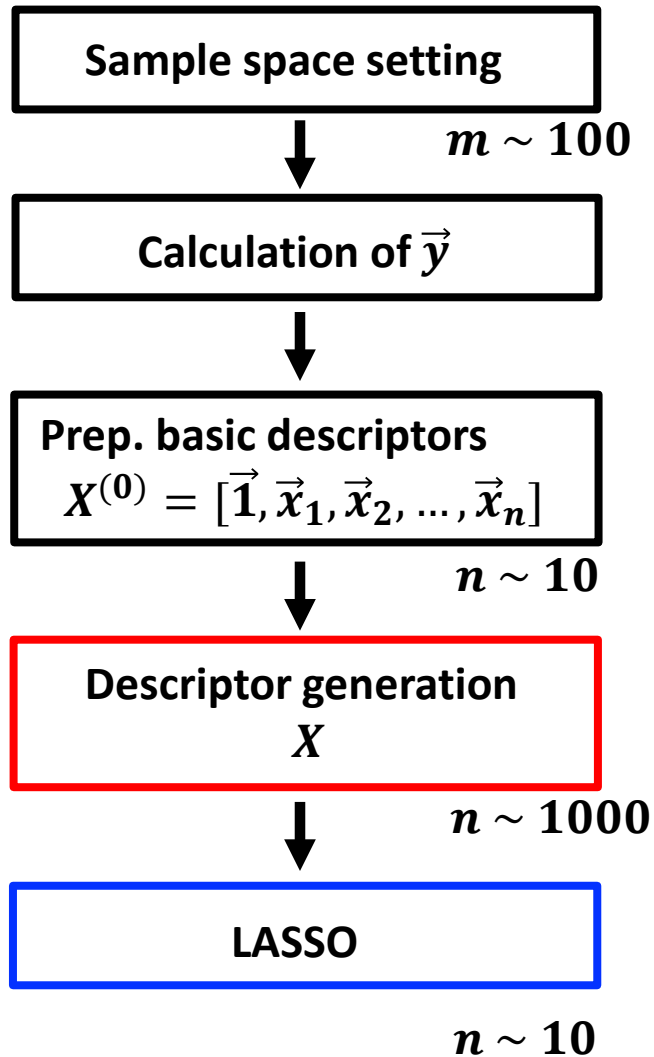 Sample space setting
m ~ 100
Calculation of y⃗
Prep. basic descriptors
X⁽⁰⁾ = [1⃗, x⃗₁, x⃗₂, …, x⃗ₙ]
n ~ 10
Descriptor generation
X
n ~ 1000
LASSO
n ~ 10